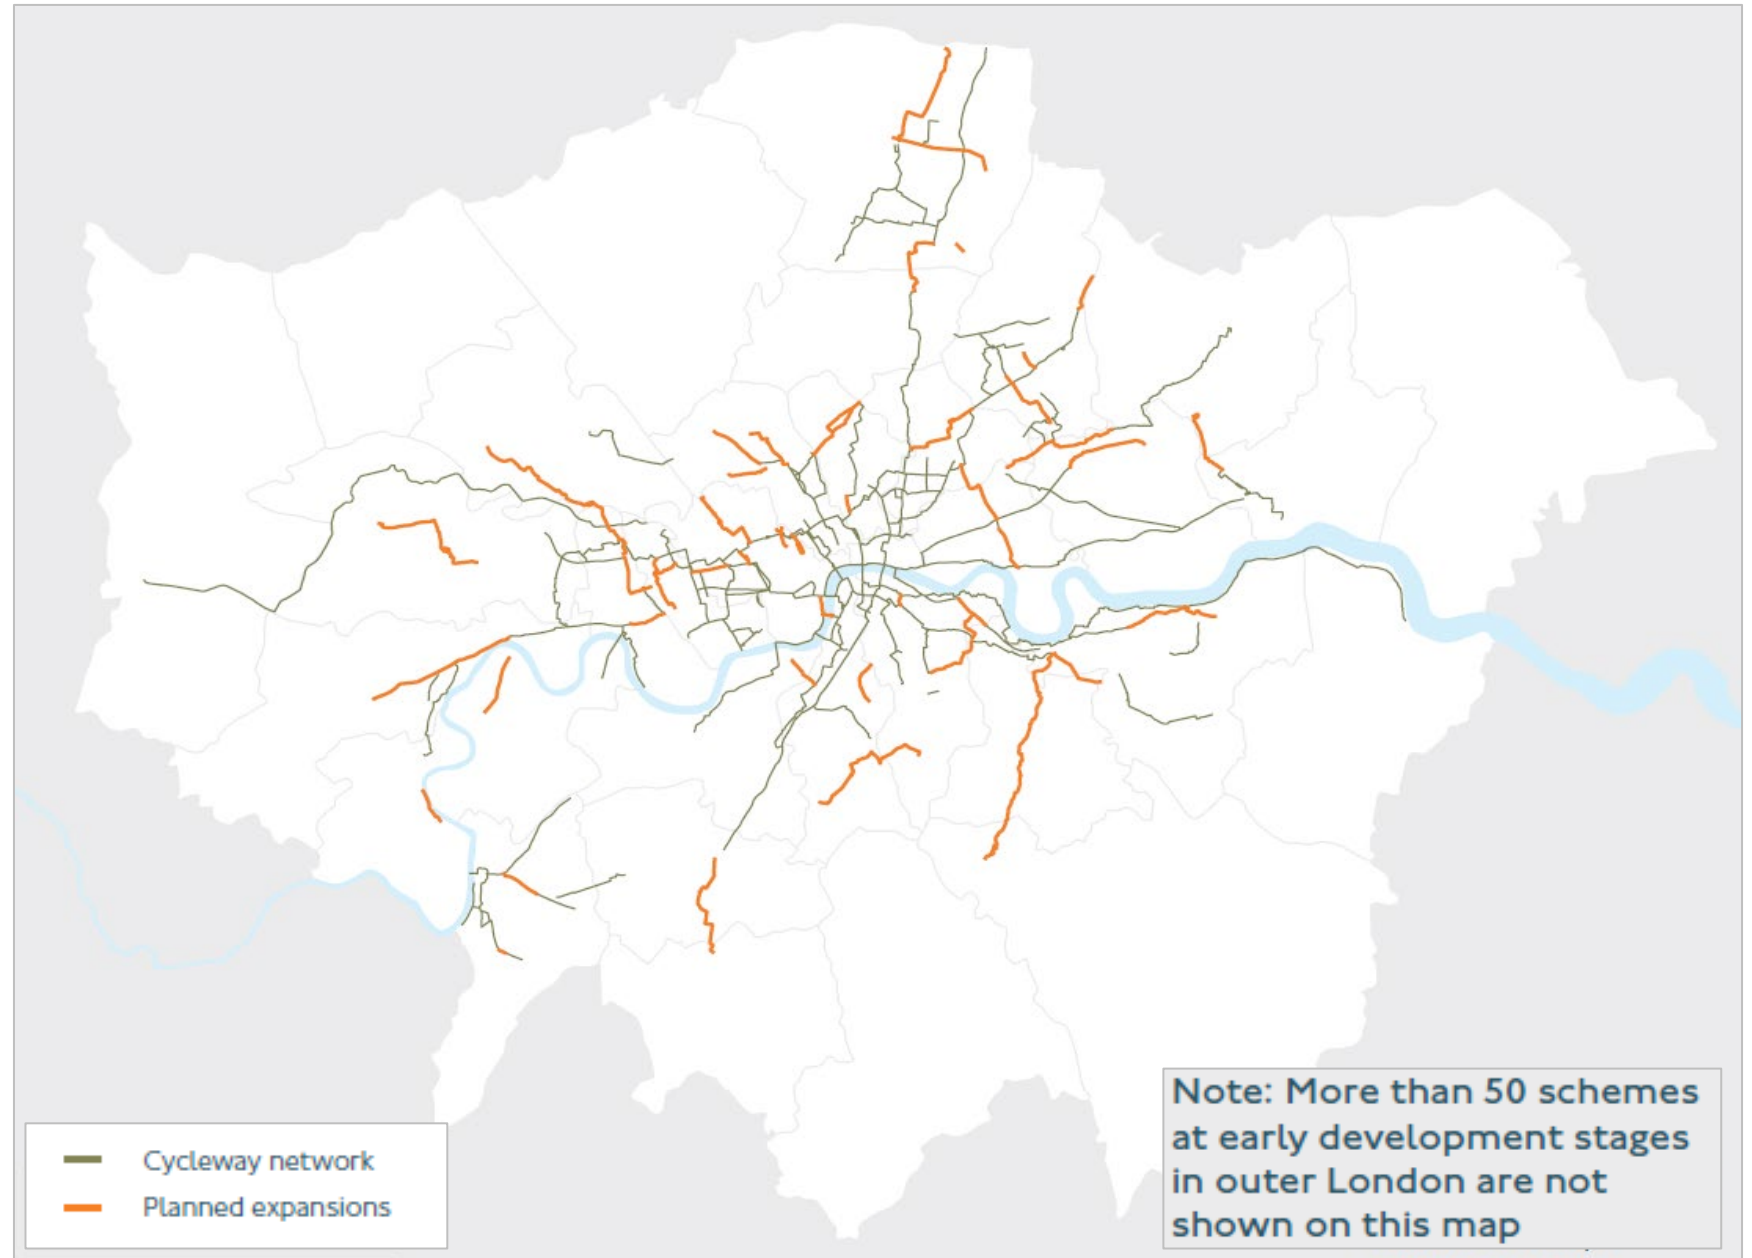 Cycleway network
Planned expansions
Note: More than 50 schemes
at early development stages
in outer London are not
shown on this map